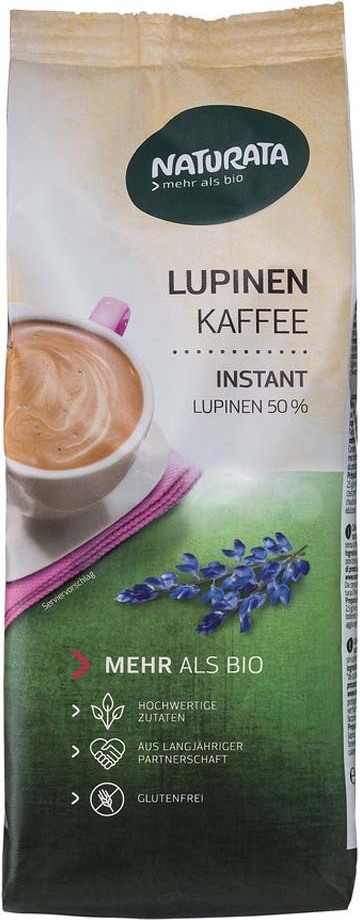 NATURATA
mehr als bio
LUPINEN
KAFFEE
INSTANT
LUPINEN 50 %
Serviervorschlag
MEHR ALS BIO
HOCHWERTIGE
ZUTATEN
AUS LANGJÄHRIGER
PARTNERSCHAFT
GLUTENFREI